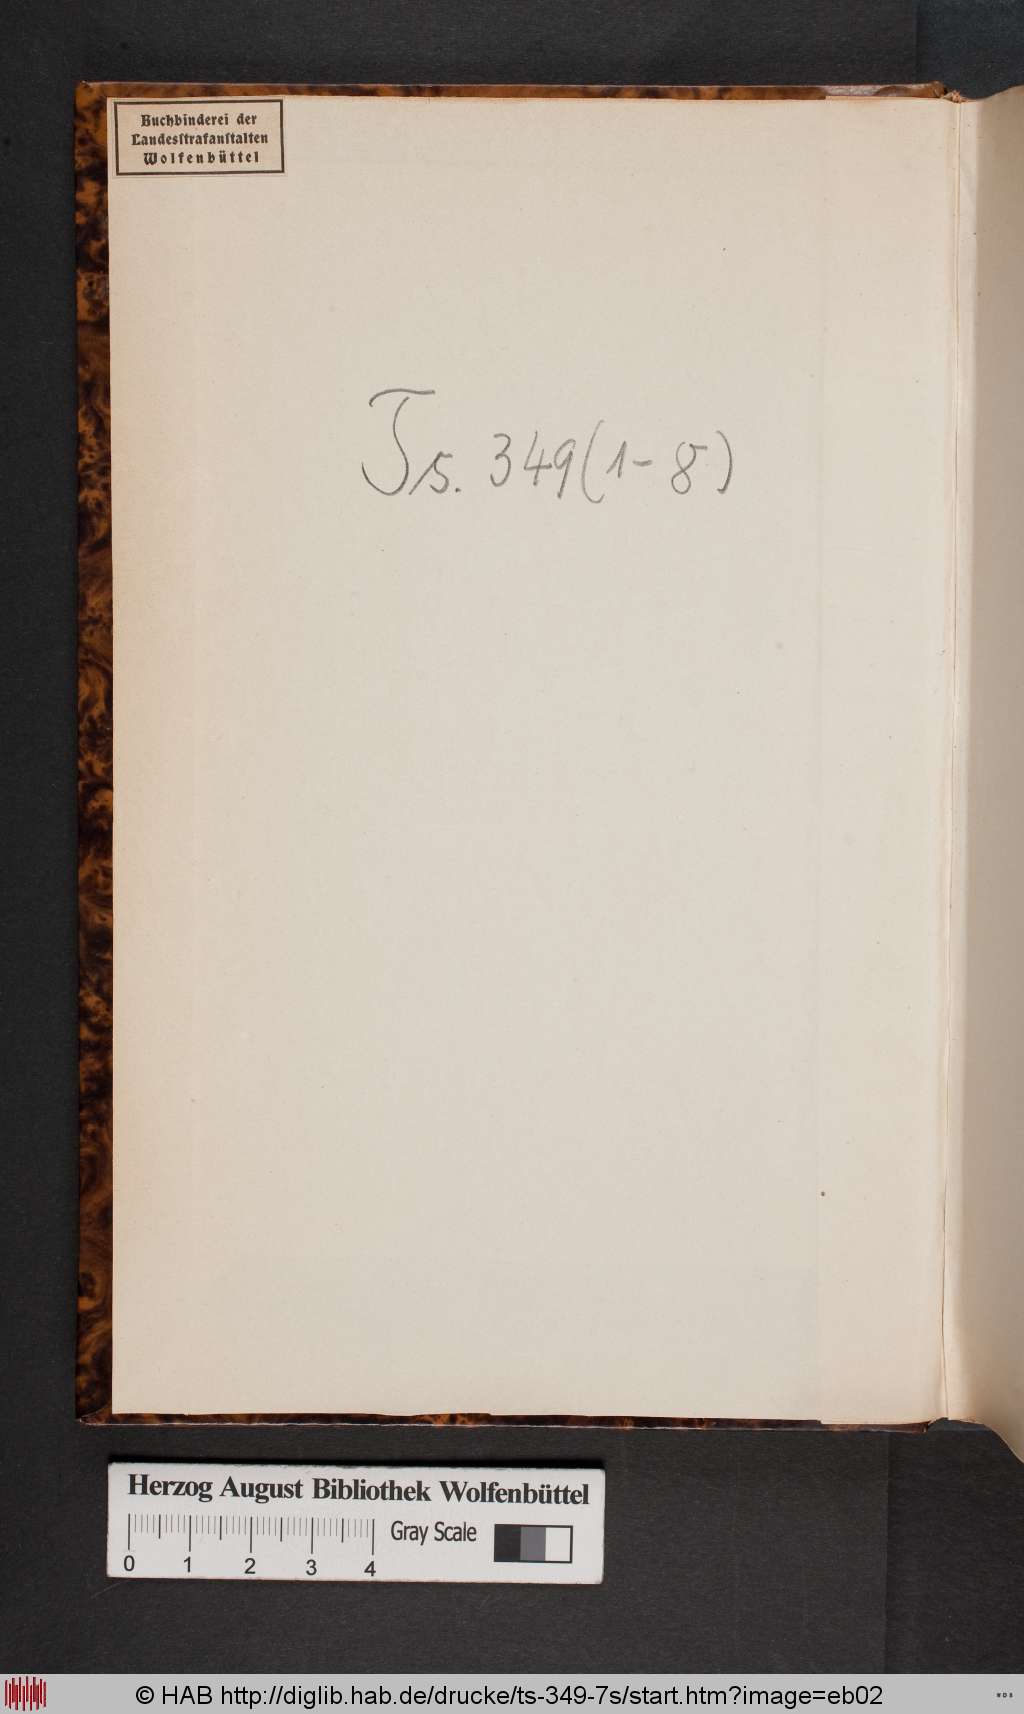 Buchbinderei der
Landesſtrafanſtalten
Wolfenbüttel
Ts. 349(1-8)
Herzog August Bibliothek Wolfenbüttel
Gray Scale
0 1 2 3 4
© HAB http://diglib.hab.de/drucke/ts-349-7s/start.htm?image=eb02